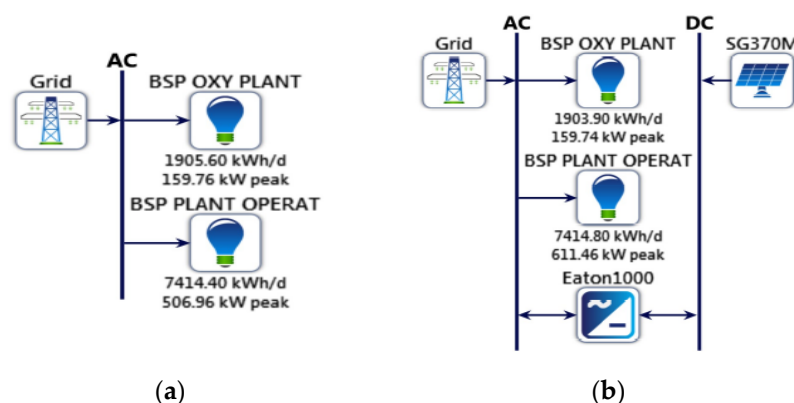 AC
Grid
BSP OXY PLANT
1905.60 kWh/d
159.76 kW peak
BSP PLANT OPERAT
7414.40 kWh/d
506.96 kW peak
(a)
AC
DC
Grid
BSP OXY PLANT
SG370M
1903.90 kWh/d
159.74 kW peak
BSP PLANT OPERAT
7414.80 kWh/d
611.46 kW peak
Eaton1000
(b)